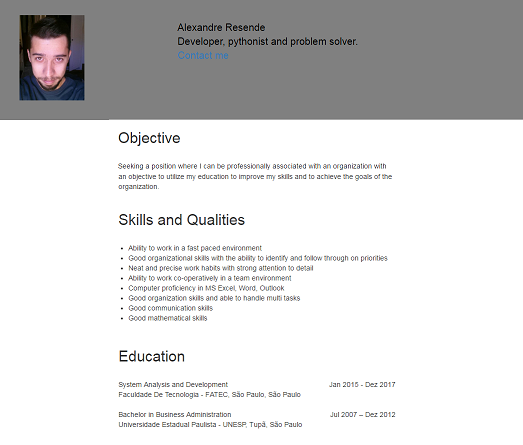 Alexandre Resende
Developer, pythonist and problem solver.
Contact me
Objective
Seeking a position where I can be professionally associated with an organization with
an objective to utilize my education to improve my skills and to achieve the goals of the
organization.
Skills and Qualities
• Ability to work in a fast paced environment
• Good organizational skills with the ability to identify and follow through on priorities
• Neat and precise work habits with strong attention to detail
• Ability to work co-operatively in a team environment
• Computer proficiency in MS Excel, Word, Outlook
• Good organization skills and able to handle multi tasks
• Good communication skills
• Good mathematical skills
Education
System Analysis and Development Jan 2015 - Dez 2017
Faculdade De Tecnologia - FATEC, São Paulo, São Paulo
Bachelor in Business Administration Jul 2007 – Dez 2012
Universidade Estadual Paulista - UNESP, Tupã, São Paulo